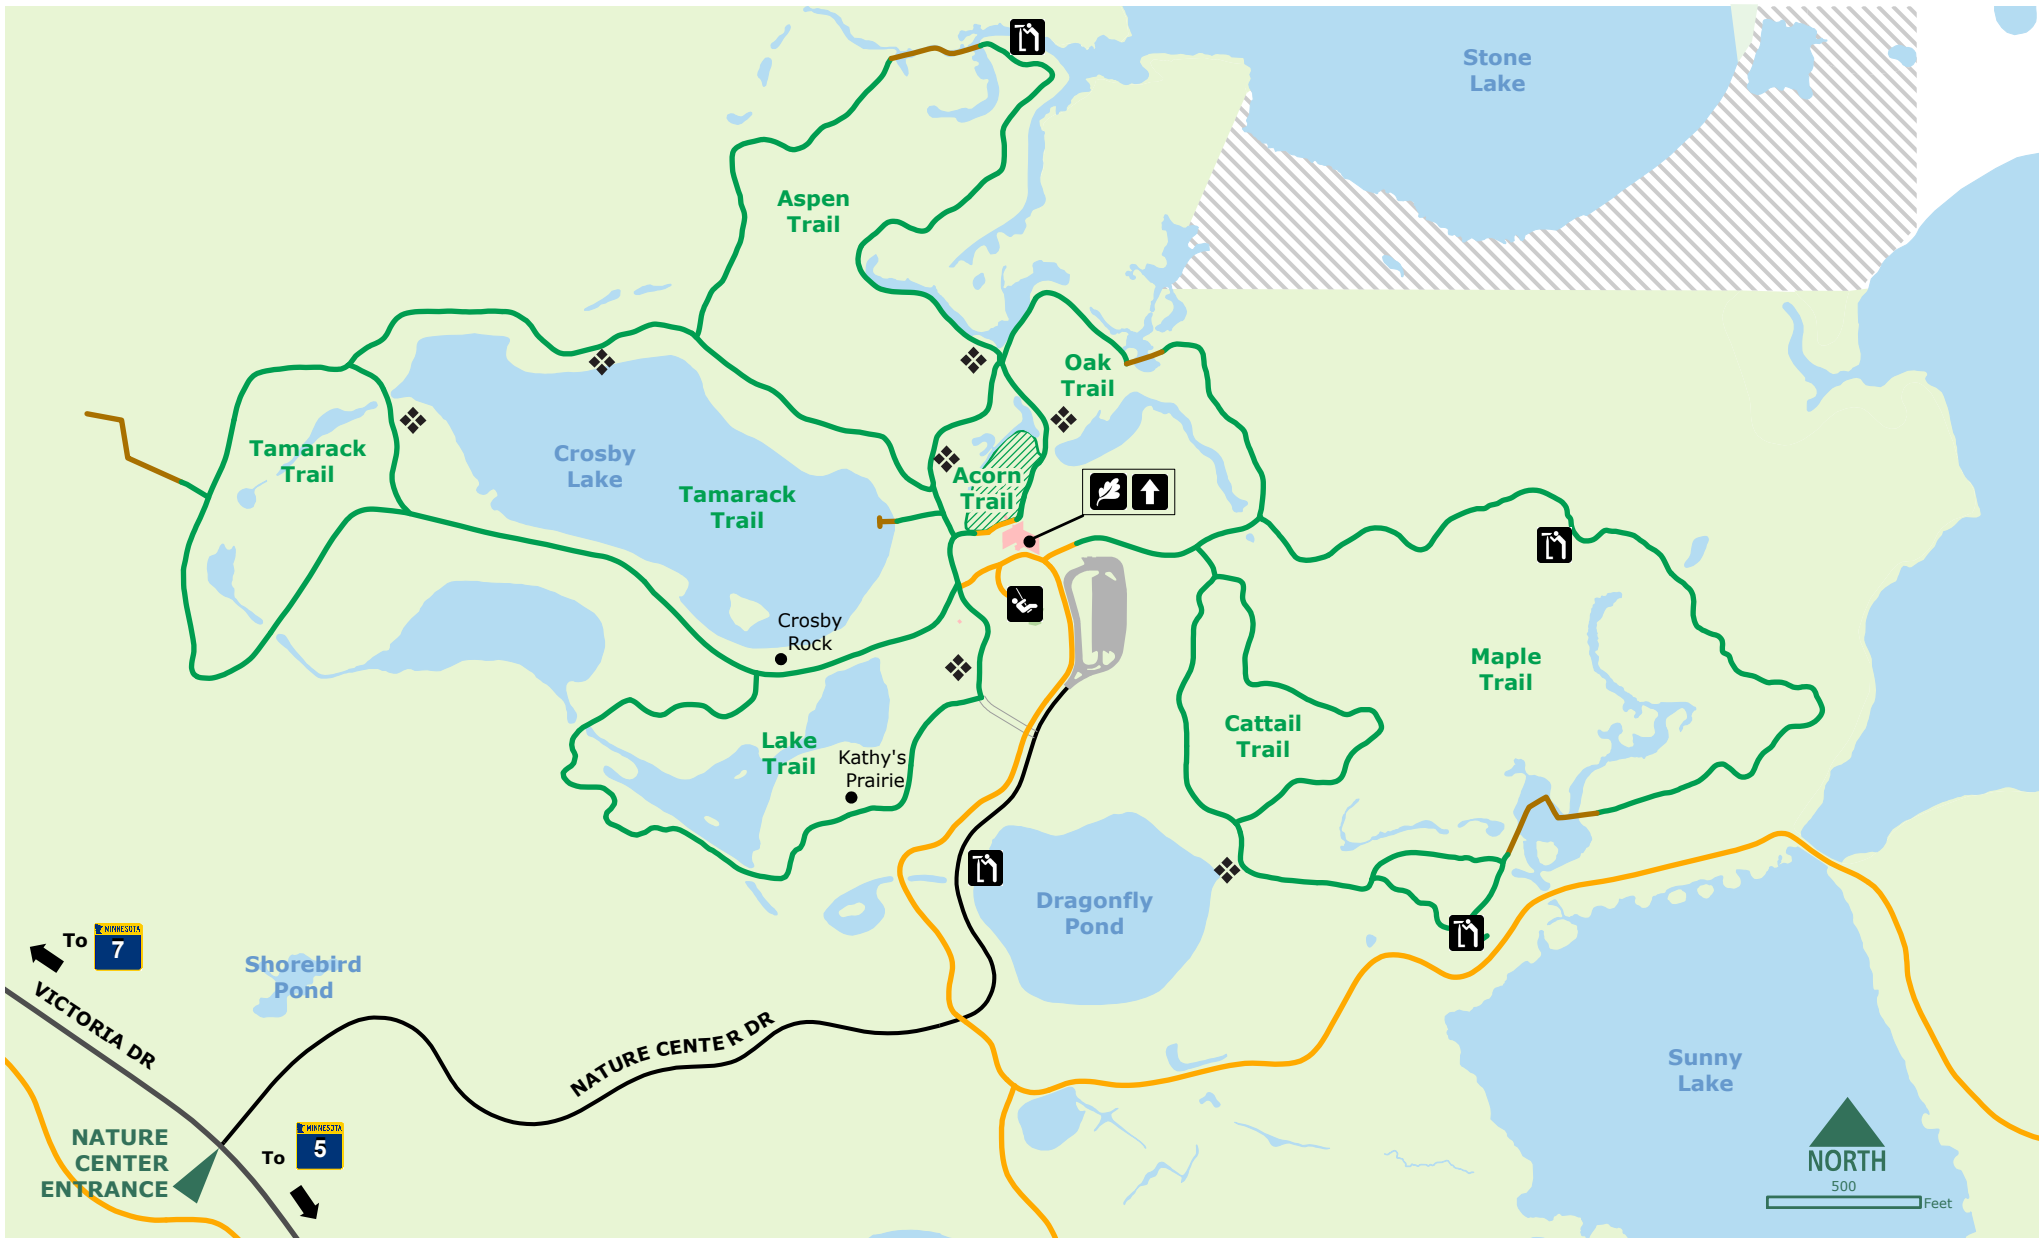 Stone
Lake
Aspen
Trail
Oak
Trail
Tamarack
Trail
Crosby
Lake
Tamarack
Trail
Acorn
Trail
Crosby
Rock
Maple
Trail
Cattail
Trail
Lake
Trail
Kathy's
Prairie
Dragonfly
Pond
To
MINNESOTA
7
Shorebird
Pond
VICTORIA DR
NATURE CENTER DR
Sunny
Lake
NATURE
CENTER
ENTRANCE
To
MINNESOTA
5
NORTH
500
Feet